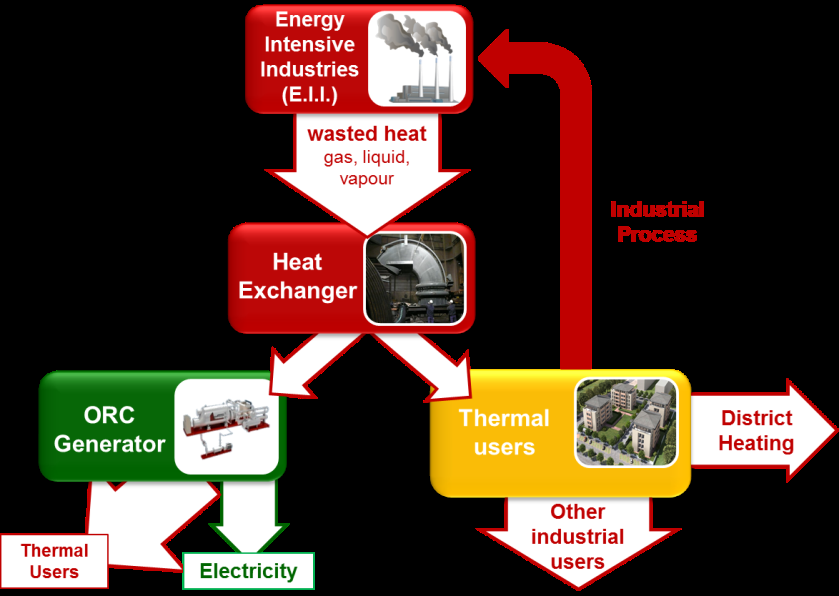 Energy
Intensive
Industries
(E.I.I.)
wasted heat
gas, liquid,
vapour
Industrial
Process
Heat
Exchanger
ORC
Generator
Thermal
users
District
Heating
Other
industrial
users
Thermal
Users
Electricity